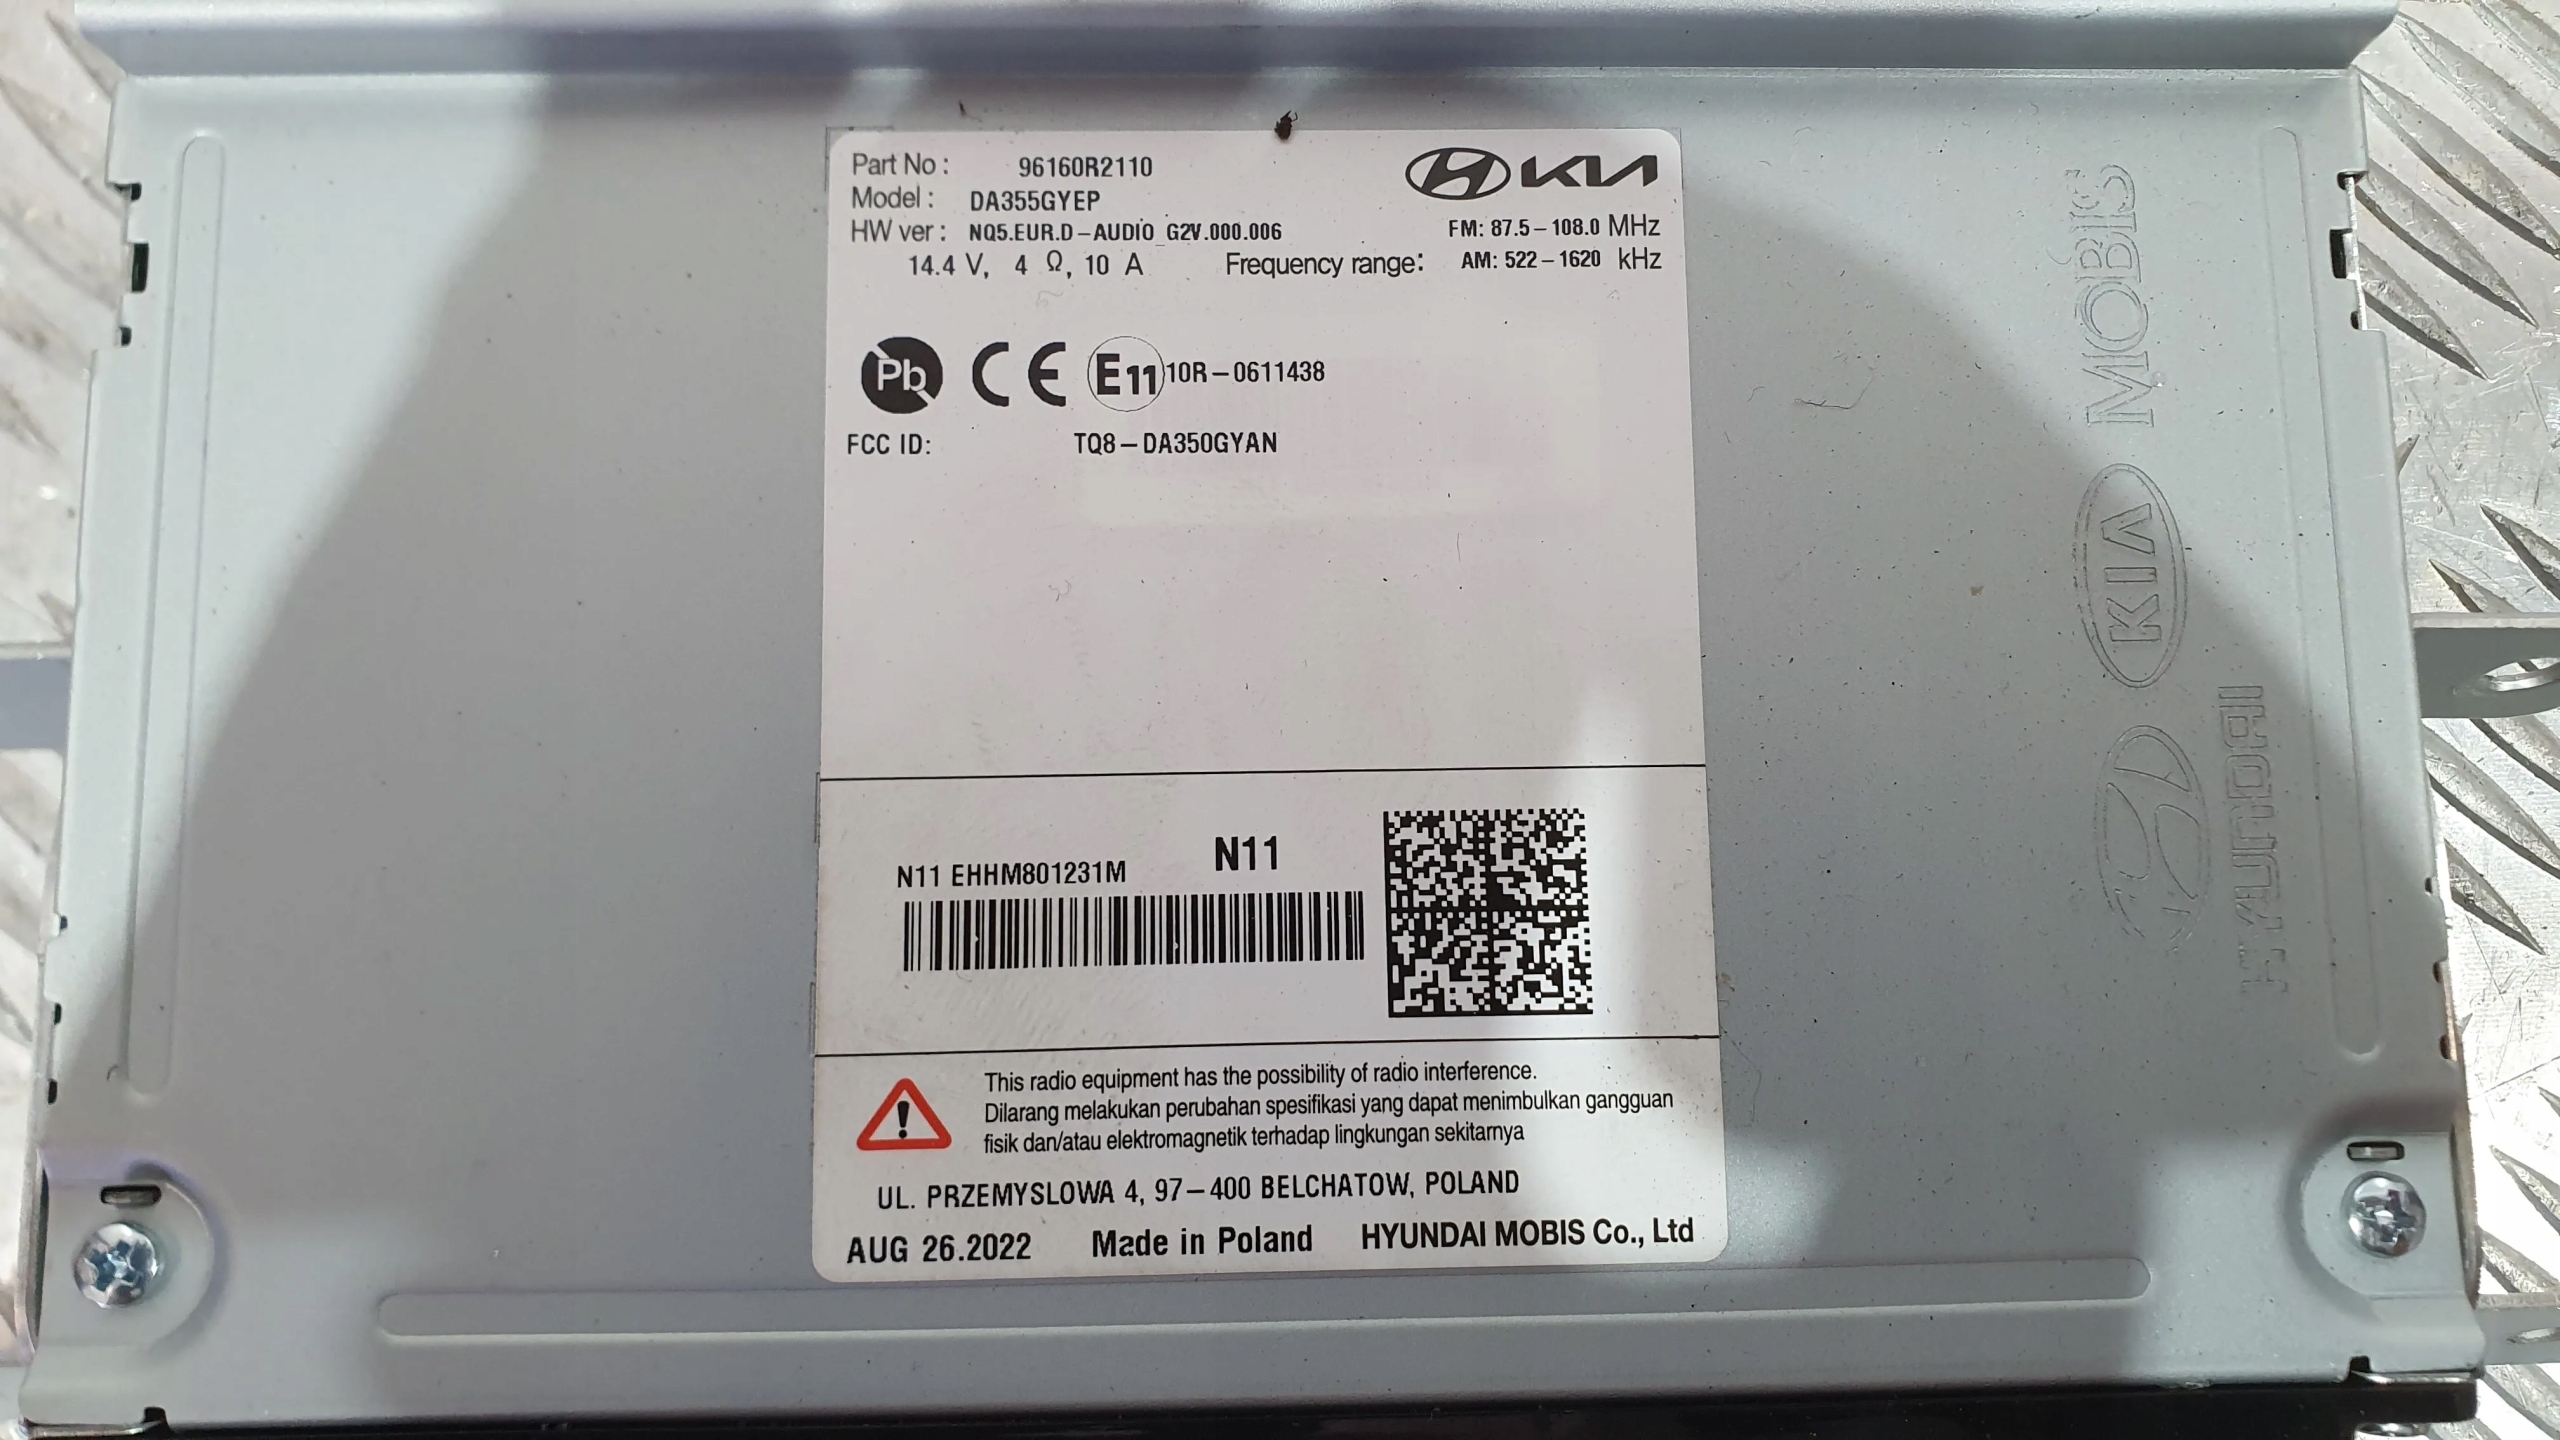 Part No : 96160R2110
KIA
Model : DA355GYEP
HW ver : NQ5.EUR.D-AUDIO_G2V.000.006
FM: 87.5-108.0 MHz
14.4 V, 4 Ω, 10 A Frequency range: AM: 522-1620 kHz
Pb CE E11 10R-0611438
FCC ID: TQ8-DA350GYAN
N11 EHHM801231M
N11
This radio equipment has the possibility of radio interference.
Dilarang melakukan perubahan spesifikasi yang dapat menimbulkan gangguan
fisik dan/atau elektromagnetik terhadap lingkungan sekitarnya
UL. PRZEMYSLOWA 4, 97-400 BELCHATOW, POLAND
AUG 26.2022 Made in Poland HYUNDAI MOBIS Co., Ltd
MOBIS
KIA
HYUNDAI